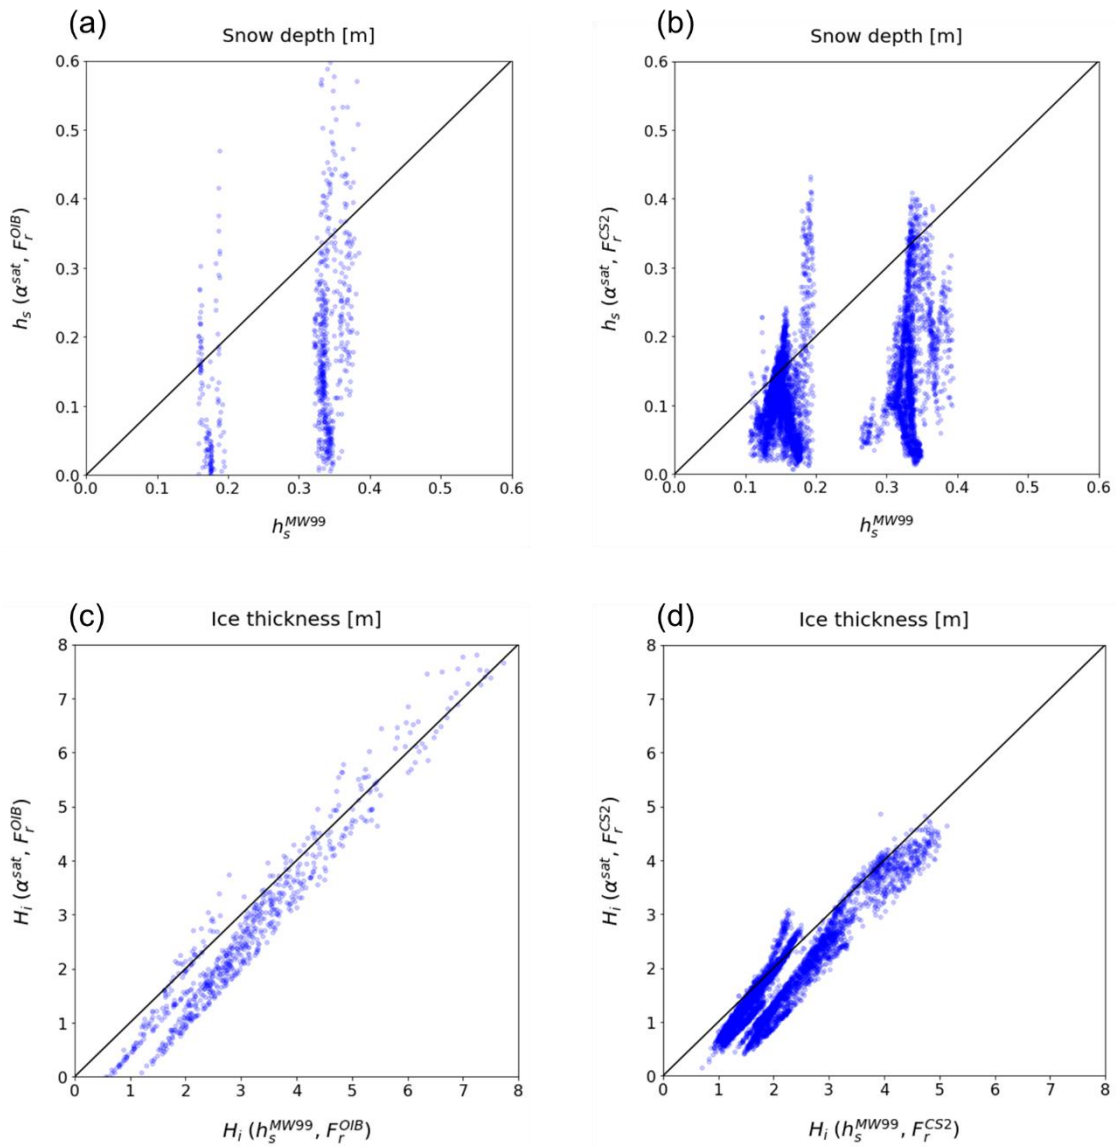 (a)
Snow depth [m]
0.6
0.5
0.4
0.3
0.2
0.1
0.0
h_s (α^sat, F_r^OIB)
0.0 0.1 0.2 0.3 0.4 0.5 0.6
h_s^MW99
(b)
Snow depth [m]
0.6
0.5
0.4
0.3
0.2
0.1
0.0
h_s (α^sat, F_r^CS2)
0.0 0.1 0.2 0.3 0.4 0.5 0.6
h_s^MW99
(c)
Ice thickness [m]
8
7
6
5
4
3
2
1
0
H_i (α^sat, F_r^OIB)
0 1 2 3 4 5 6 7 8
H_i (h_s^MW99, F_r^OIB)
(d)
Ice thickness [m]
8
7
6
5
4
3
2
1
0
H_i (α^sat, F_r^CS2)
0 1 2 3 4 5 6 7 8
H_i (h_s^MW99, F_r^CS2)